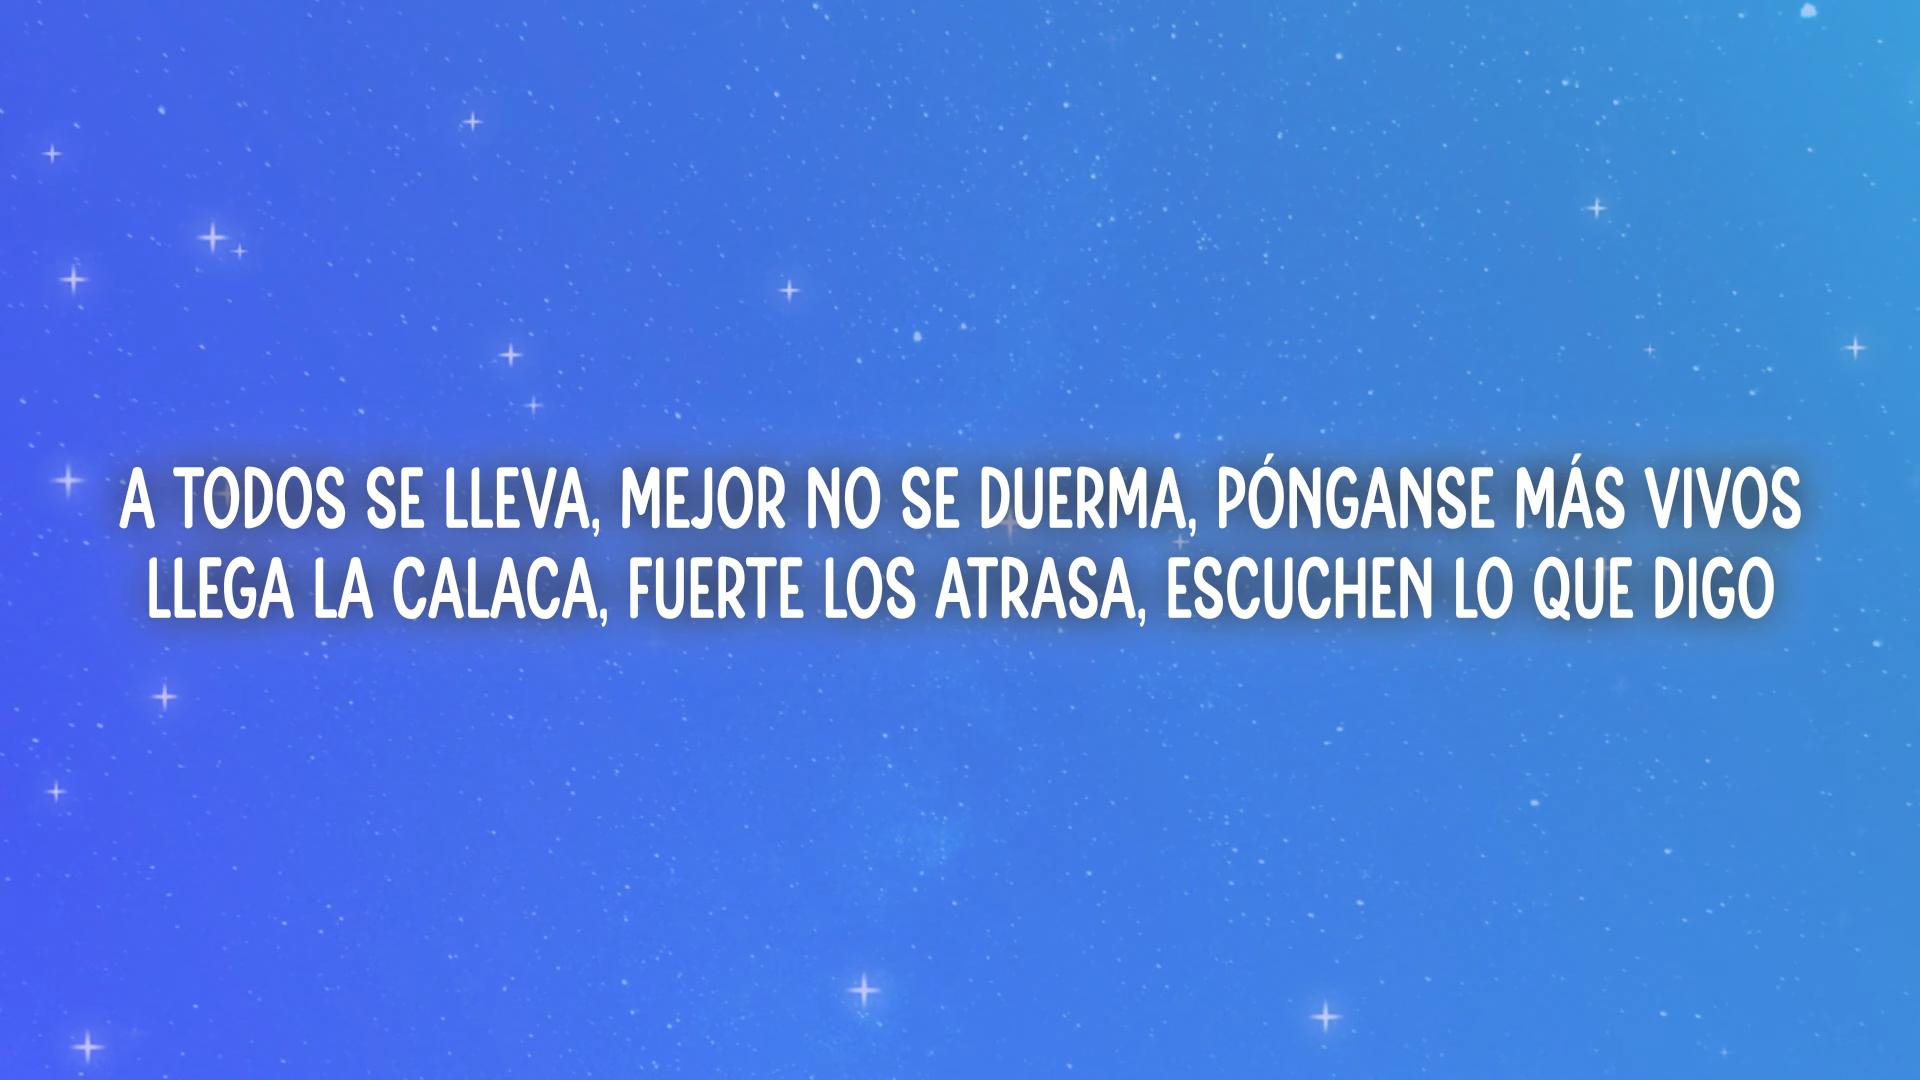 A TODOS SE LLEVA, MEJOR NO SE DUERMA, PÓNGANSE MÁS VIVOS
LLEGA LA CALACA, FUERTE LOS ATRASA, ESCUCHEN LO QUE DIGO